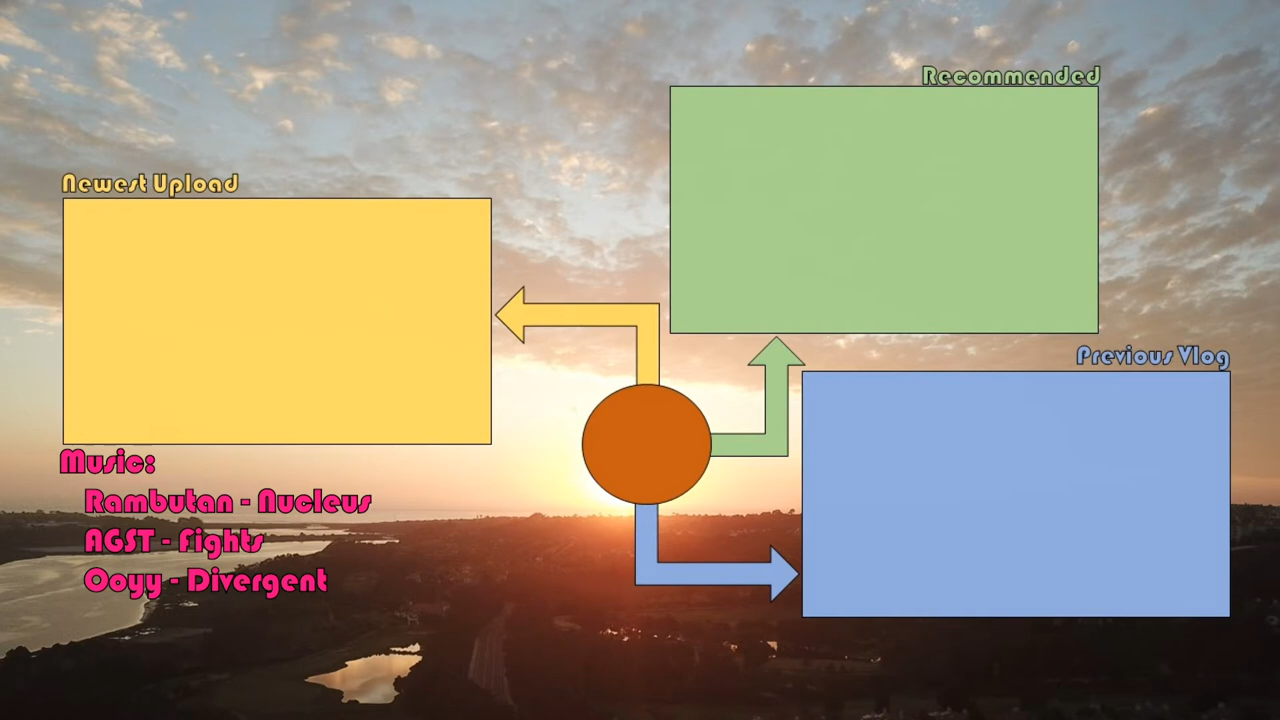 Recommended
Newest Upload
Previous Vlog
Music:
Rambutan - Nucleus
AGST - Fights
Ooyy - Divergent